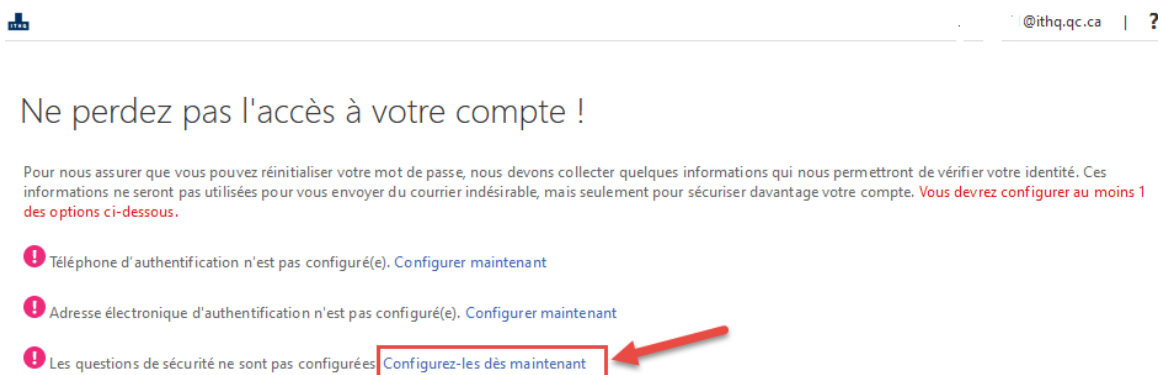 ITHQ
@ithq.qc.ca | ?
Ne perdez pas l'accès à votre compte !
Pour nous assurer que vous pouvez réinitialiser votre mot de passe, nous devons collecter quelques informations qui nous permettront de vérifier votre identité. Ces
informations ne seront pas utilisées pour vous envoyer du courrier indésirable, mais seulement pour sécuriser davantage votre compte. Vous devrez configurer au moins 1
des options ci-dessous.
! Téléphone d'authentification n'est pas configuré(e). Configurer maintenant
! Adresse électronique d'authentification n'est pas configuré(e). Configurer maintenant
! Les questions de sécurité ne sont pas configurées Configurez-les dès maintenant